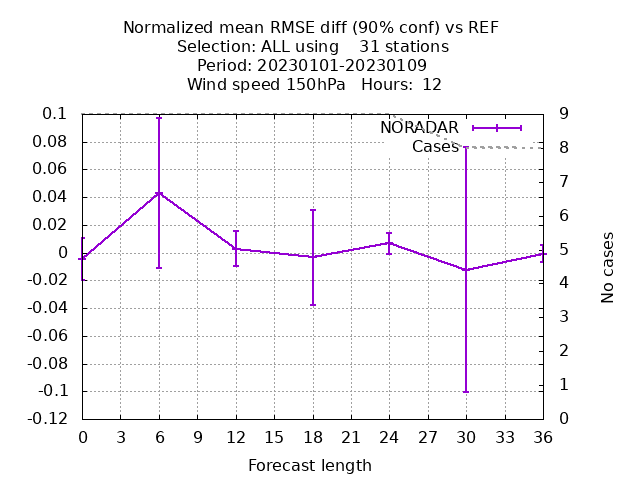 Normalized mean RMSE diff (90% conf) vs REF
Selection: ALL using    31 stations
Period: 20230101-20230109
Wind speed 150hPa   Hours:  12
NORADAR
Cases
0.1
0.08
0.06
0.04
0.02
0
-0.02
-0.04
-0.06
-0.08
-0.1
-0.12
9
8
7
6
5
4
3
2
1
0
No cases
0 3 6 9 12 15 18 21 24 27 30 33 36
Forecast length